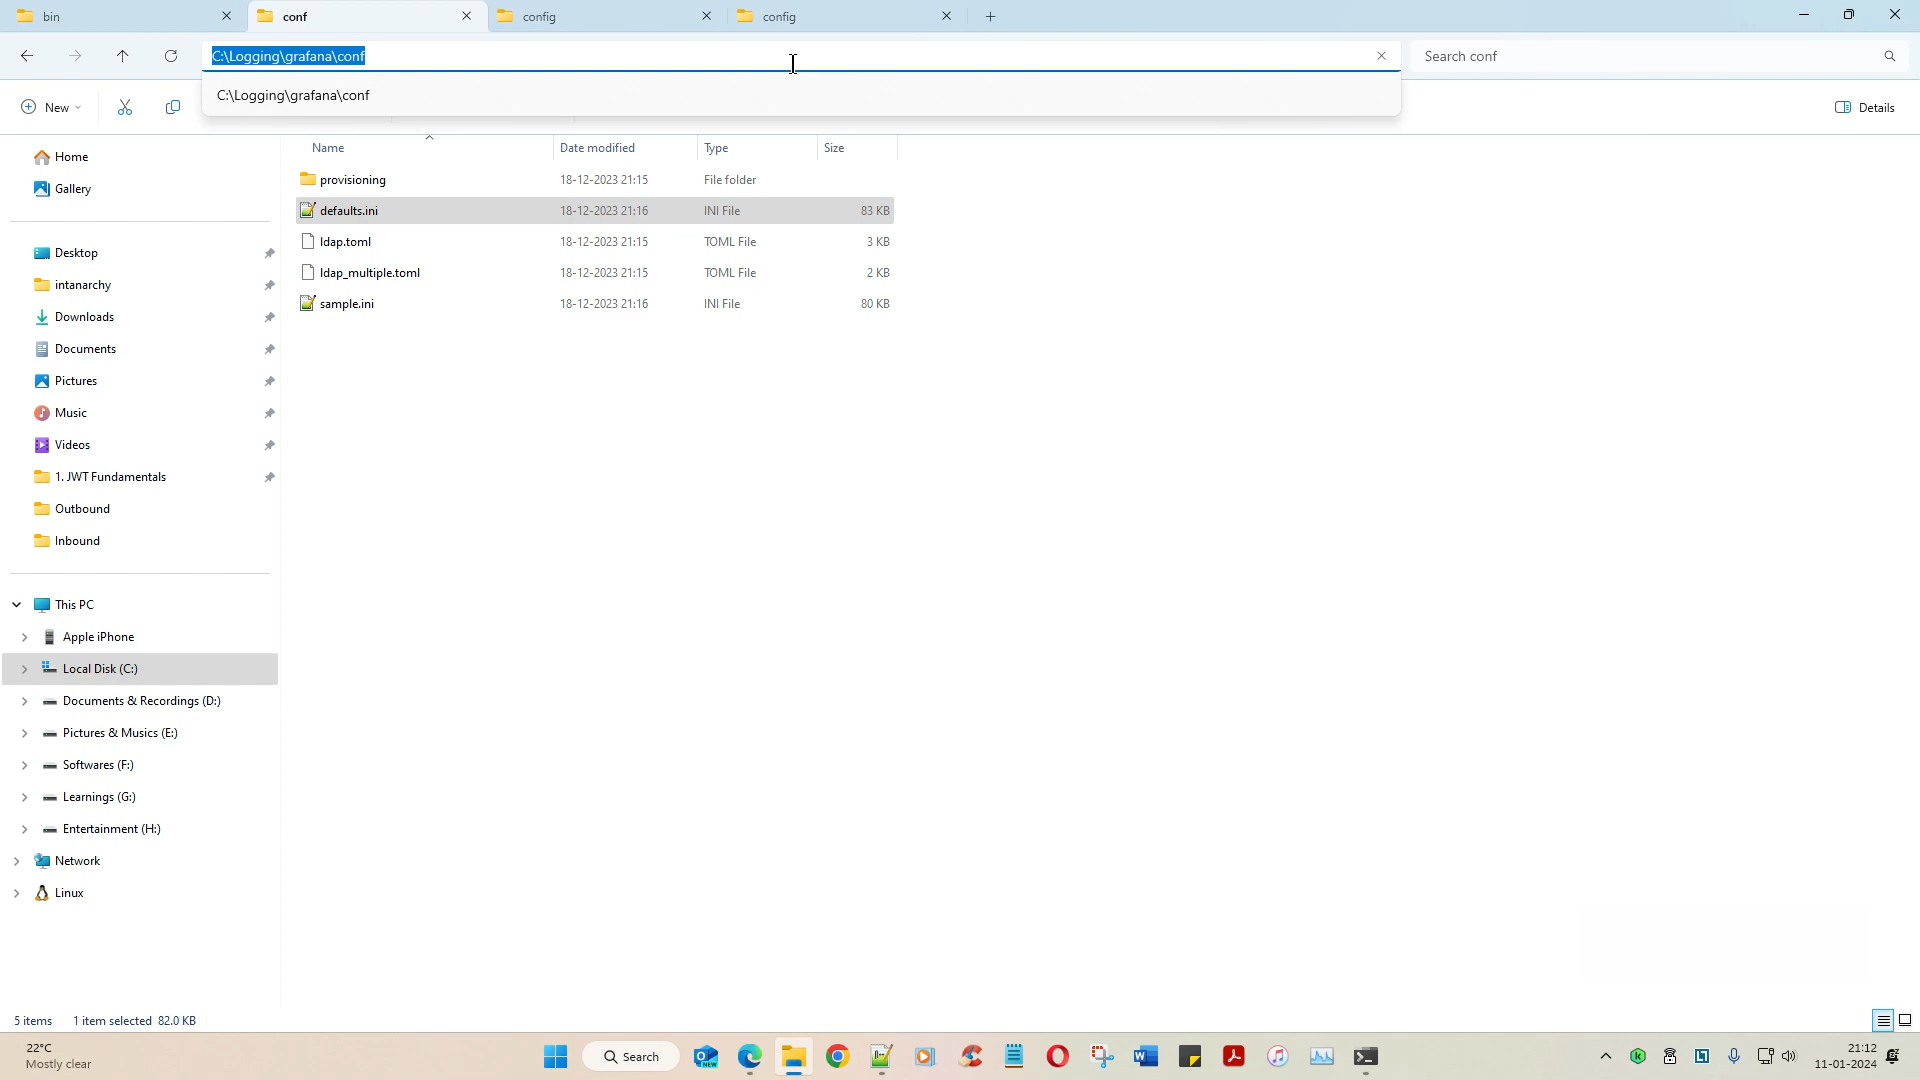 bin
conf
config
config
C:\Logging\grafana\conf
Search conf
C:\Logging\grafana\conf
New
Details
Name
Date modified
Type
Size
provisioning 18-12-2023 21:15 File folder
defaults.ini 18-12-2023 21:16 INI File 83 KB
ldap.toml 18-12-2023 21:15 TOML File 3 KB
ldap_multiple.toml 18-12-2023 21:15 TOML File 2 KB
sample.ini 18-12-2023 21:16 INI File 80 KB
Home
Gallery
Desktop
intanarchy
Downloads
Documents
Pictures
Music
Videos
1. JWT Fundamentals
Outbound
Inbound
This PC
Apple iPhone
Local Disk (C:)
Documents & Recordings (D:)
Pictures & Musics (E:)
Softwares (F:)
Learnings (G:)
Entertainment (H:)
Network
Linux
5 items 1 item selected 82.0 KB
22°C
Mostly clear
Search
NEW
21:12
11-01-2024